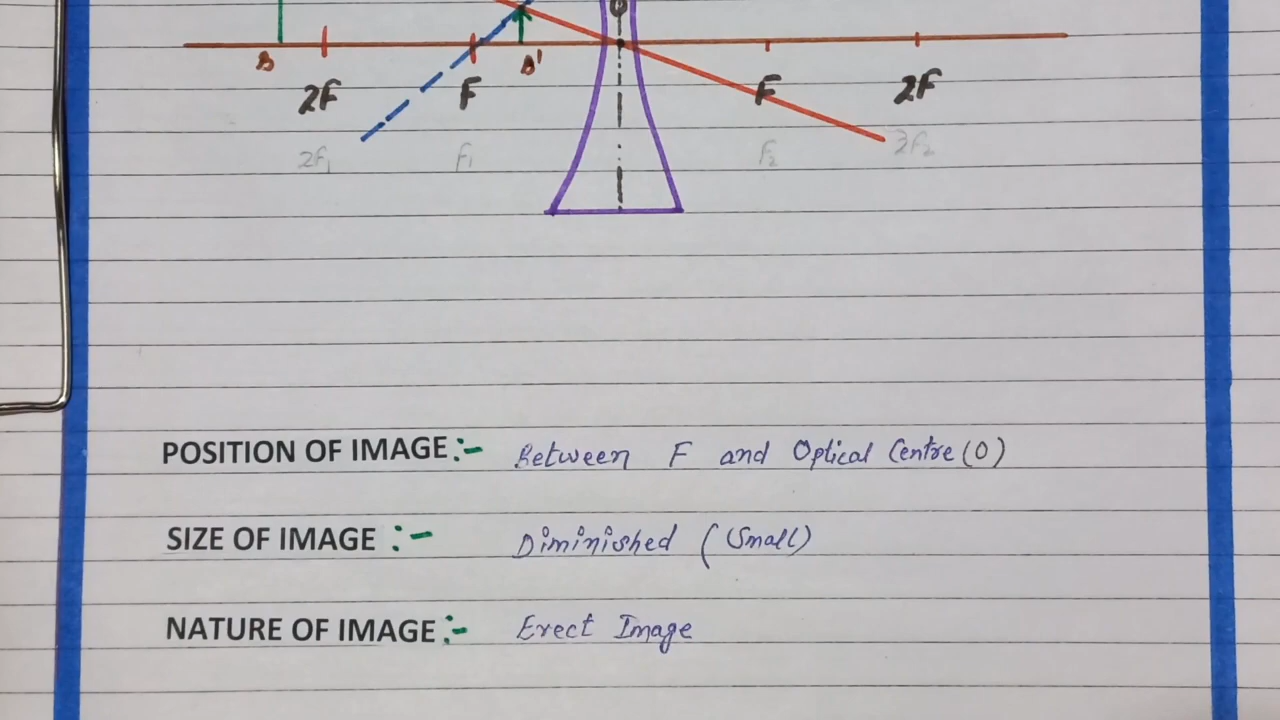 O
B B'
2F F F 2F
2F₁ F₁ F₂ 2F₂
POSITION OF IMAGE :- Between F and Optical Centre (O)
SIZE OF IMAGE :- Diminished (Small)
NATURE OF IMAGE :- Erect Image